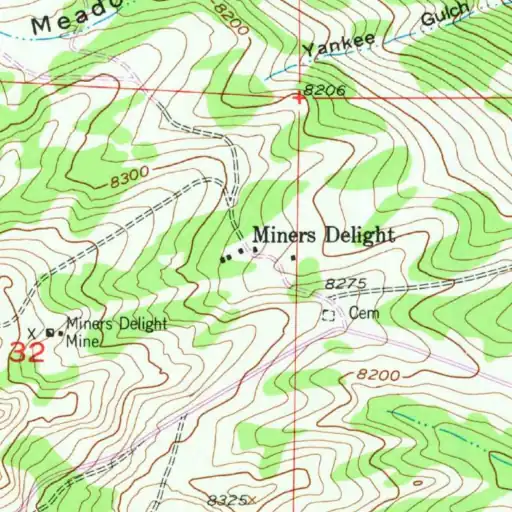 Meado
8200
Yankee Gulch
8206
8300
Miners Delight
8275
Cem
Miners Delight
Mine
32
8200
8325